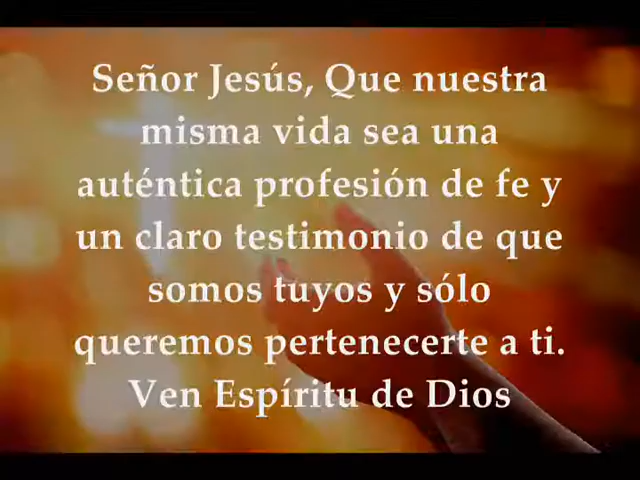 Señor Jesús, Que nuestra
misma vida sea una
auténtica profesión de fe y
un claro testimonio de que
somos tuyos y sólo
queremos pertenecerte a ti.
Ven Espíritu de Dios